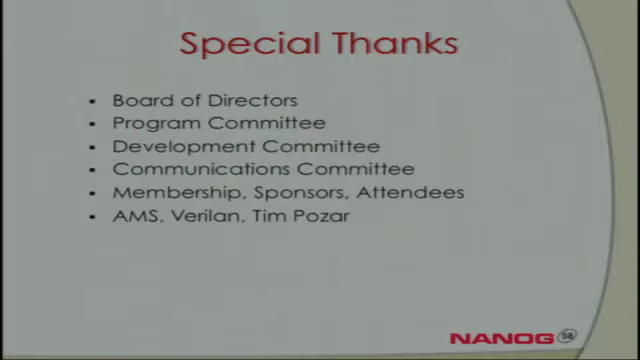 Special Thanks
• Board of Directors
• Program Committee
• Development Committee
• Communications Committee
• Membership, Sponsors, Attendees
• AMS, Verilan, Tim Pozar
NANOG